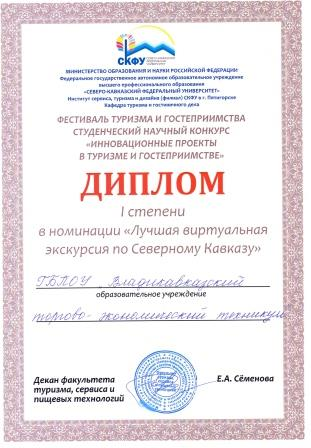 СКФУ
МИНИСТЕРСТВО ОБРАЗОВАНИЯ И НАУКИ РОССИЙСКОЙ ФЕДЕРАЦИИ
Федеральное государственное автономное образовательное учреждение
высшего профессионального образования
«СЕВЕРО-КАВКАЗСКИЙ ФЕДЕРАЛЬНЫЙ УНИВЕРСИТЕТ»
Институт сервиса, туризма и дизайна (филиал) СКФУ в г. Пятигорске
Кафедра туризма и гостиничного дела
ФЕСТИВАЛЬ ТУРИЗМА И ГОСТЕПРИИМСТВА
СТУДЕНЧЕСКИЙ НАУЧНЫЙ КОНКУРС
«ИННОВАЦИОННЫЕ ПРОЕКТЫ
В ТУРИЗМЕ И ГОСТЕПРИИМСТВЕ»
ДИПЛОМ
I степени
в номинации «Лучшая виртуальная
экскурсия по Северному Кавказу»
ГБПОУ „Владикавказский
образовательное учреждение
торгово-экономический техникум
Декан факультета
туризма, сервиса и
пищевых технологий
Е.А. Сёменова